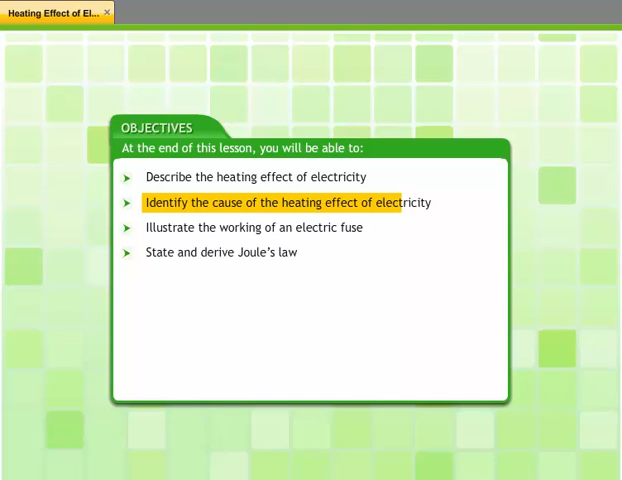 Heating Effect of El...
OBJECTIVES
At the end of this lesson, you will be able to:
Describe the heating effect of electricity
Identify the cause of the heating effect of electricity
Illustrate the working of an electric fuse
State and derive Joule's law